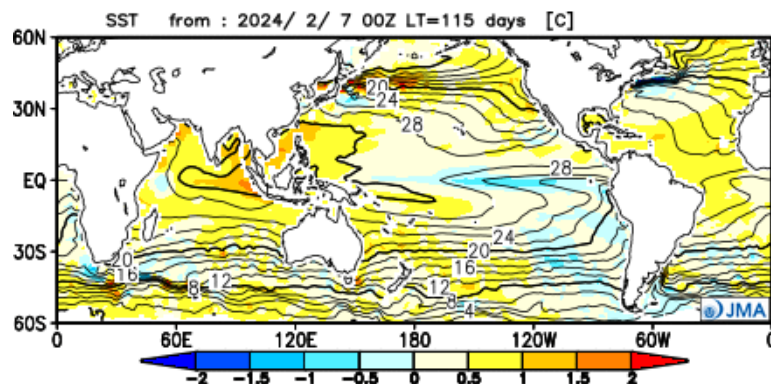 SST from : 2024/ 2/ 7 00Z LT=115 days [C]
60N
30N
EQ
30S
60S
20
24
28
28
24
20
16
12
8
4
20
16
12
8
JMA
0 60E 120E 180 120W 60W 0
-2 -1.5 -1 -0.5 0 0.5 1 1.5 2